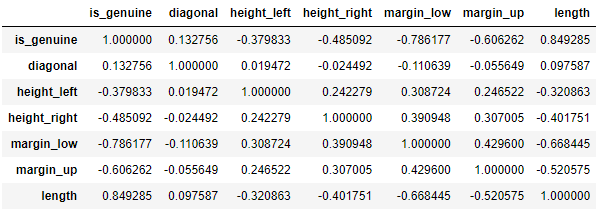 is_genuine diagonal height_left height_right margin_low margin_up length
is_genuine 1.000000 0.132756 -0.379833 -0.485092 -0.786177 -0.606262 0.849285
diagonal 0.132756 1.000000 0.019472 -0.024492 -0.110639 -0.055649 0.097587
height_left -0.379833 0.019472 1.000000 0.242279 0.308724 0.246522 -0.320863
height_right -0.485092 -0.024492 0.242279 1.000000 0.390948 0.307005 -0.401751
margin_low -0.786177 -0.110639 0.308724 0.390948 1.000000 0.429600 -0.668445
margin_up -0.606262 -0.055649 0.246522 0.307005 0.429600 1.000000 -0.520575
length 0.849285 0.097587 -0.320863 -0.401751 -0.668445 -0.520575 1.000000